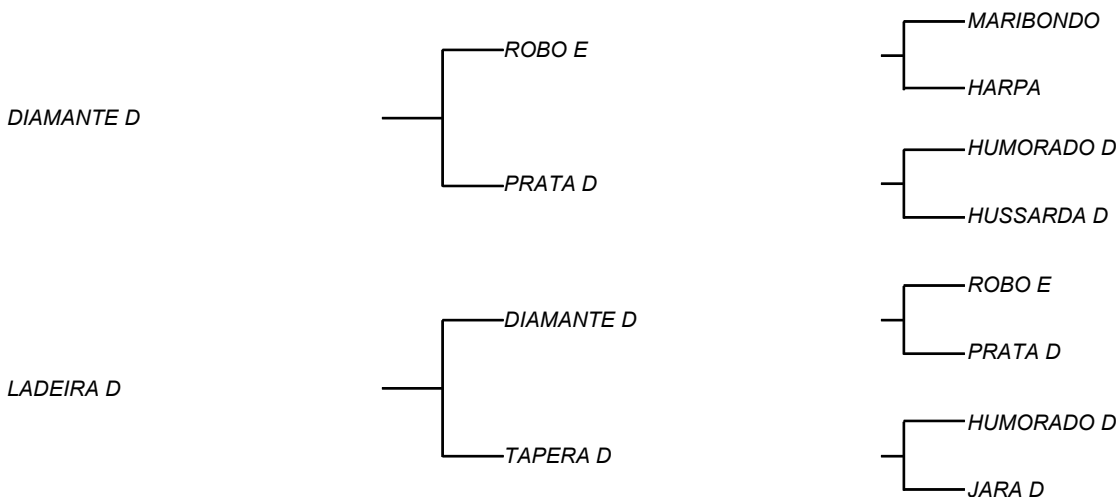 MARIBONDO
ROBO E
HARPA
DIAMANTE D
HUMORADO D
PRATA D
HUSSARDA D
ROBO E
DIAMANTE D
PRATA D
LADEIRA D
HUMORADO D
TAPERA D
JARA D